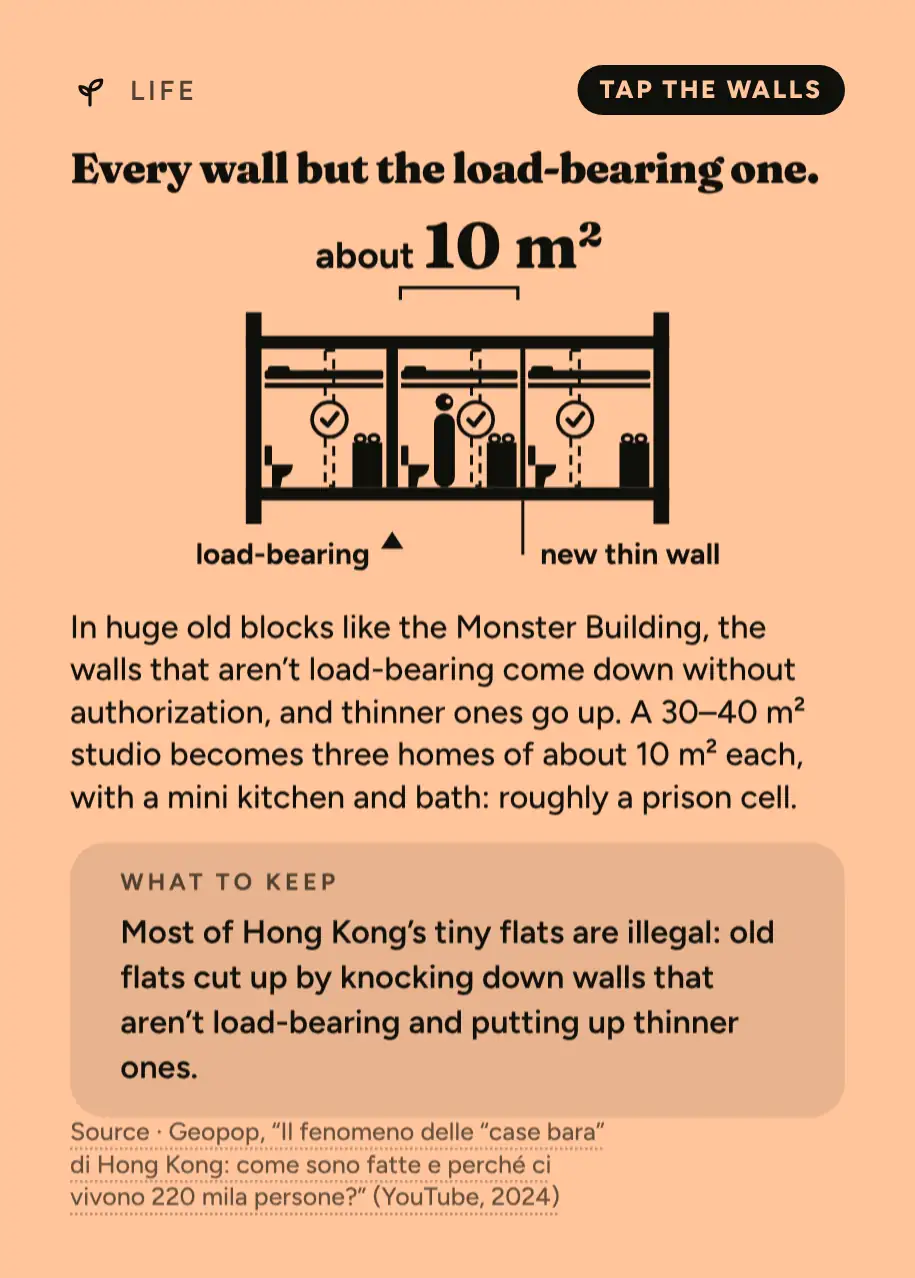 LIFE
TAP THE WALLS
Every wall but the load-bearing one.
about 10 m²
load-bearing
new thin wall
In huge old blocks like the Monster Building, the
walls that aren’t load-bearing come down without
authorization, and thinner ones go up. A 30–40 m²
studio becomes three homes of about 10 m² each,
with a mini kitchen and bath: roughly a prison cell.
WHAT TO KEEP
Most of Hong Kong’s tiny flats are illegal: old
flats cut up by knocking down walls that
aren’t load-bearing and putting up thinner
ones.
Source · Geopop, “Il fenomeno delle “case bara”
di Hong Kong: come sono fatte e perché ci
vivono 220 mila persone?” (YouTube, 2024)